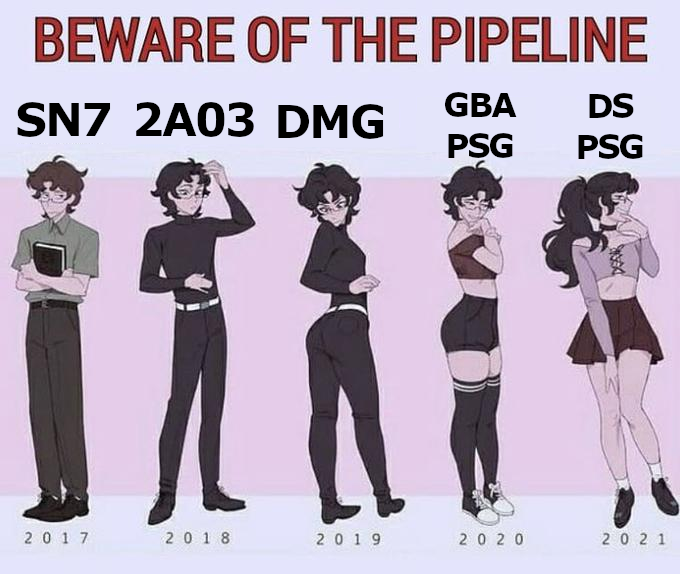 BEWARE OF THE PIPELINE
SN7 2A03 DMG GBA PSG DS PSG
2017 2018 2019 2020 2021